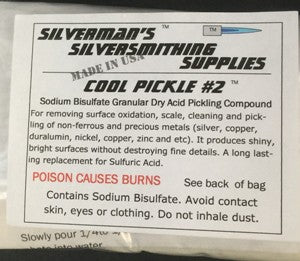 SILVERMAN'S ™
SILVERSMITHING
SUPPLIES
MADE IN USA
COOL PICKLE #2 ™
Sodium Bisulfate Granular Dry Acid Pickling Compound
For removing surface oxidation, scale, cleaning and pick-
ling of non-ferrous and precious metals (silver, copper,
duralumin, nickel, copper, zinc and etc). It produces shiny,
bright surfaces without destroying fine details. A long last-
ing replacement for Sulfuric Acid.
POISON CAUSES BURNS See back of bag
Contains Sodium Bisulfate. Avoid contact
skin, eyes or clothing. Do not inhale dust.
Slowly pour 1/4
into water